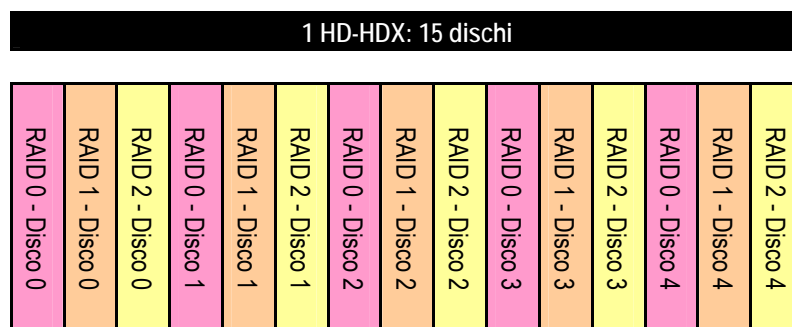 1 HD-HDX: 15 dischi
RAID 0 - Disco 0
RAID 1 - Disco 0
RAID 2 - Disco 0
RAID 0 - Disco 1
RAID 1 - Disco 1
RAID 2 - Disco 1
RAID 0 - Disco 2
RAID 1 - Disco 2
RAID 2 - Disco 2
RAID 0 - Disco 3
RAID 1 - Disco 3
RAID 2 - Disco 3
RAID 0 - Disco 4
RAID 1 - Disco 4
RAID 2 - Disco 4